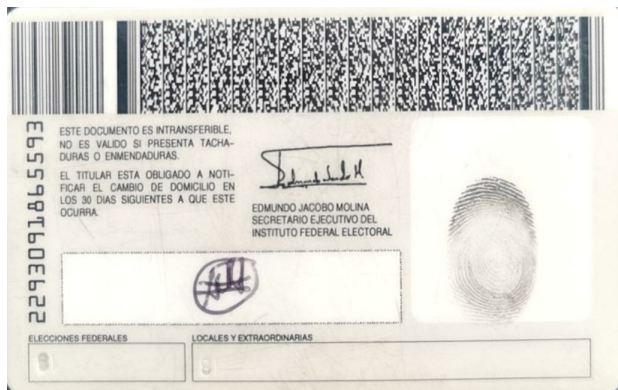 2293091865593
ESTE DOCUMENTO ES INTRANSFERIBLE,
NO ES VALIDO SI PRESENTA TACHA-
DURAS O ENMENDADURAS.
EL TITULAR ESTA OBLIGADO A NOTI-
FICAR EL CAMBIO DE DOMICILIO EN
LOS 30 DIAS SIGUIENTES A QUE ESTE
OCURRA.
EDMUNDO JACOBO MOLINA
SECRETARIO EJECUTIVO DEL
INSTITUTO FEDERAL ELECTORAL
ELECCIONES FEDERALES
LOCALES Y EXTRAORDINARIAS